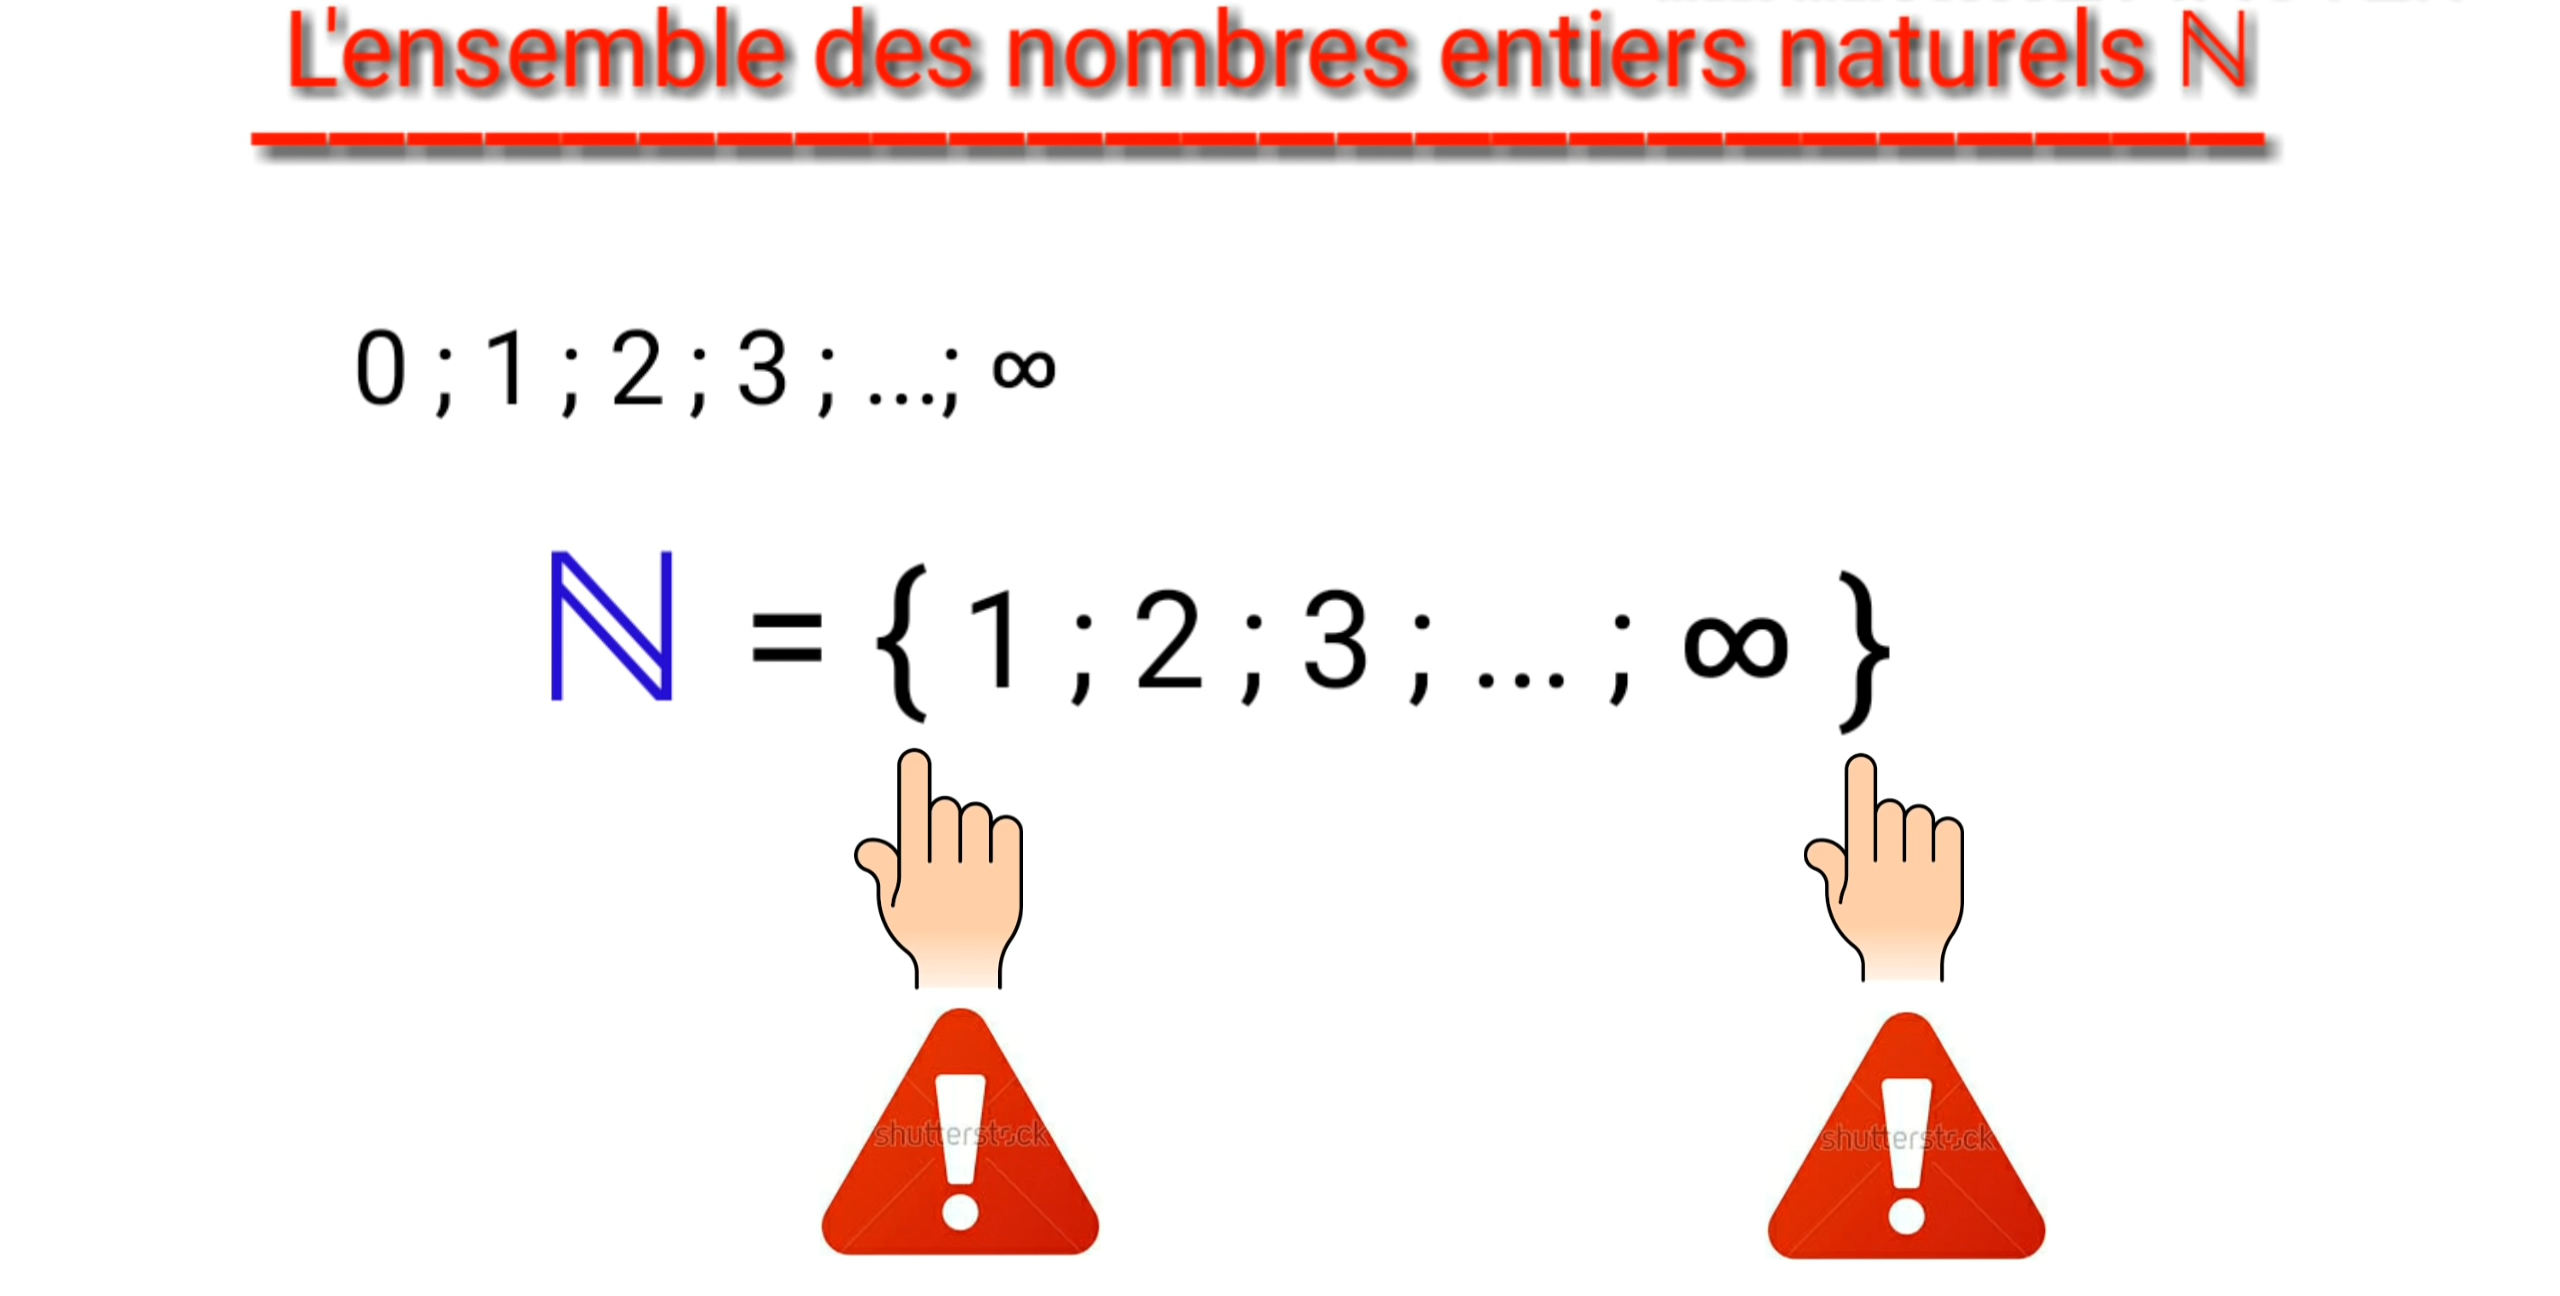 L'ensemble des nombres entiers naturels ℕ
0 ; 1 ; 2 ; 3 ; ...; ∞
ℕ = { 1 ; 2 ; 3 ; ... ; ∞ }
! !
shutterstock shutterstock